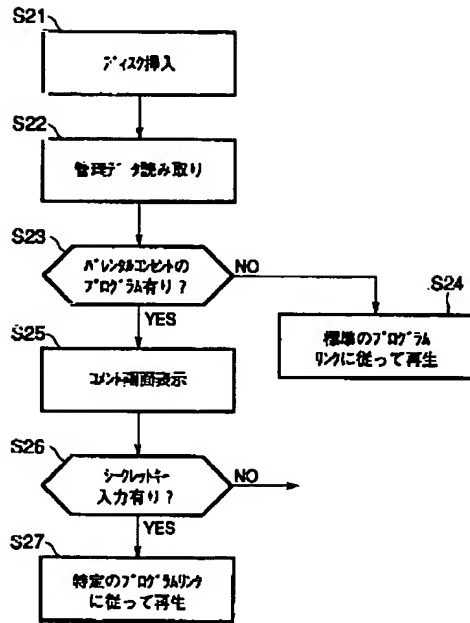 S21
ディスク挿入
S22
管理データ読み取り
S23
パレンタルコンセントの
プログラム有り？
NO
YES
S24
標準のプログラム
リンクに従って再生
S25
コメント画面表示
S26
シークレットキー
入力有り？
NO
YES
S27
特定のプログラムリンク
に従って再生